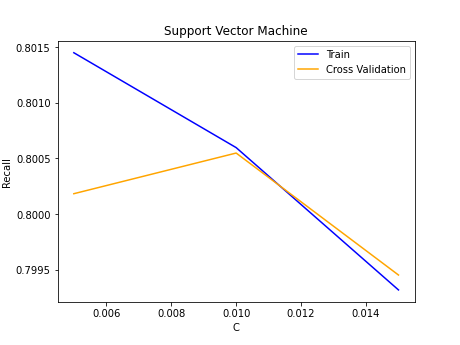 Support Vector Machine
Train
Cross Validation
Recall
0.8015
0.8010
0.8005
0.8000
0.7995
0.006 0.008 0.010 0.012 0.014
C